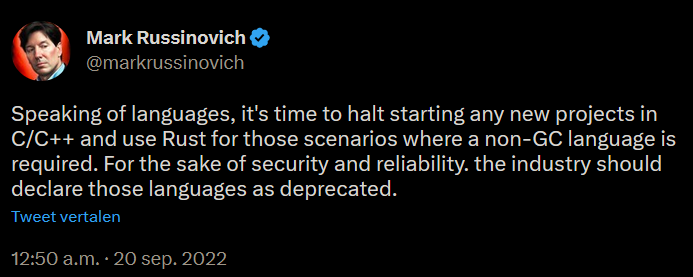 Mark Russinovich
@markrussinovich
Speaking of languages, it's time to halt starting any new projects in
C/C++ and use Rust for those scenarios where a non-GC language is
required. For the sake of security and reliability. the industry should
declare those languages as deprecated.
Tweet vertalen
12:50 a.m. · 20 sep. 2022